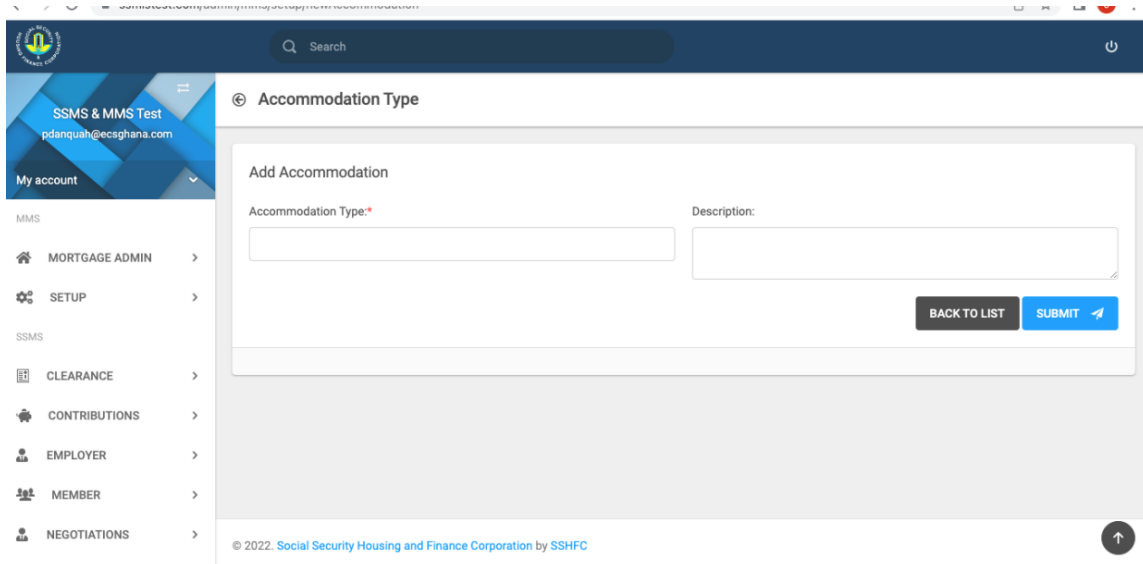 Search
SSMS & MMS Test
pdanquah@ecsghana.com
My account
MMS
MORTGAGE ADMIN
SETUP
SSMS
CLEARANCE
CONTRIBUTIONS
EMPLOYER
MEMBER
NEGOTIATIONS
Accommodation Type
Add Accommodation
Accommodation Type:*
Description:
BACK TO LIST
SUBMIT
© 2022. Social Security Housing and Finance Corporation by SSHFC